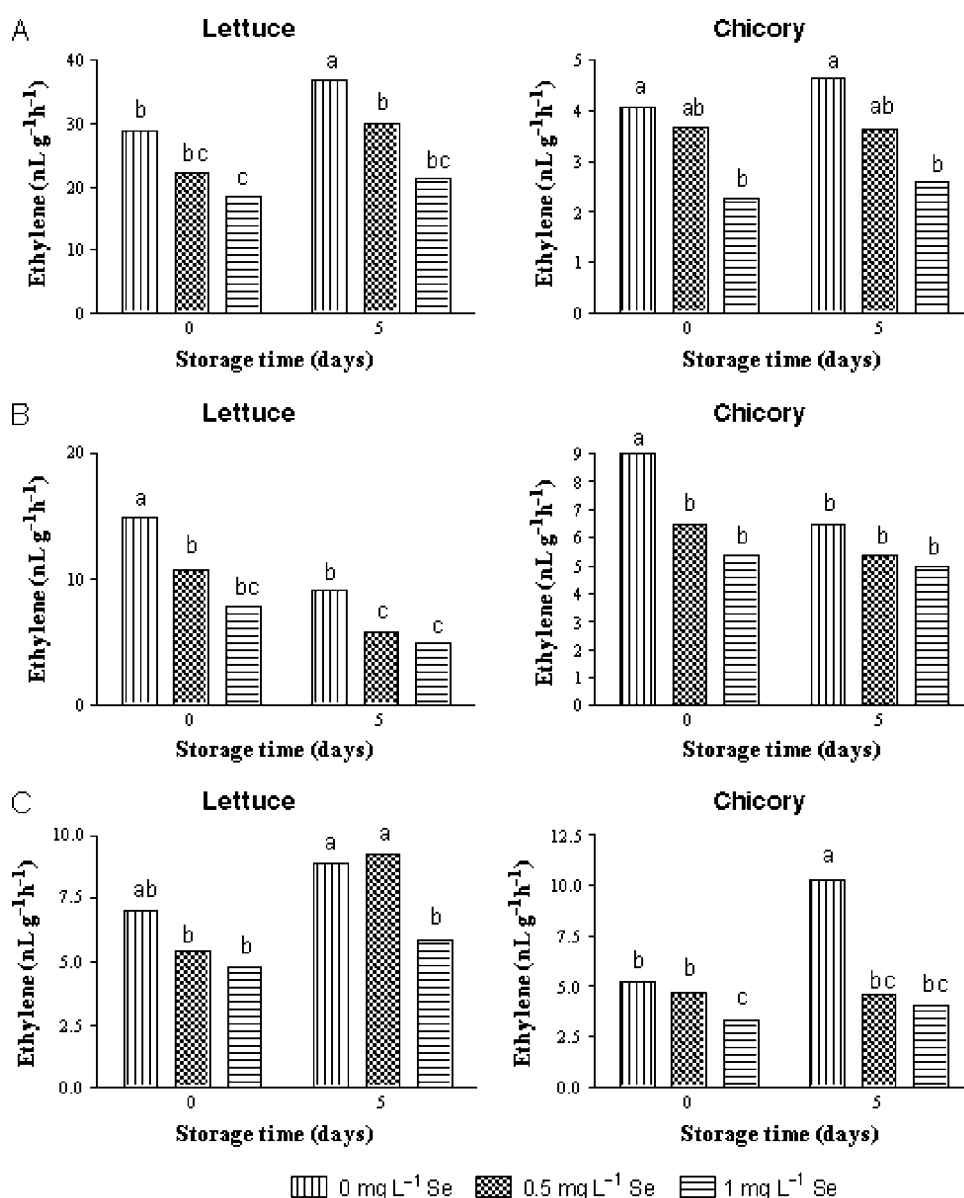 A Lettuce Chicory
Ethylene (nL g⁻¹h⁻¹)
40
30
20
10
0
b
bc
c
a
b
bc
0 5
Storage time (days)
Ethylene (nL g⁻¹h⁻¹)
5
4
3
2
1
0
a
ab
b
a
ab
b
0 5
Storage time (days)
B Lettuce Chicory
Ethylene (nL g⁻¹h⁻¹)
20
10
0
a
b
bc
b
c
c
0 5
Storage time (days)
Ethylene (nL g⁻¹h⁻¹)
9
8
7
6
5
4
3
2
1
0
a
b
b
b
b
b
0 5
Storage time (days)
C Lettuce Chicory
Ethylene (nL g⁻¹h⁻¹)
10.0
7.5
5.0
2.5
0.0
ab
b
b
a
a
b
0 5
Storage time (days)
Ethylene (nL g⁻¹h⁻¹)
12.5
10.0
7.5
5.0
2.5
0.0
b
b
c
a
bc
bc
0 5
Storage time (days)
0 mg L⁻¹ Se 0.5 mg L⁻¹ Se 1 mg L⁻¹ Se